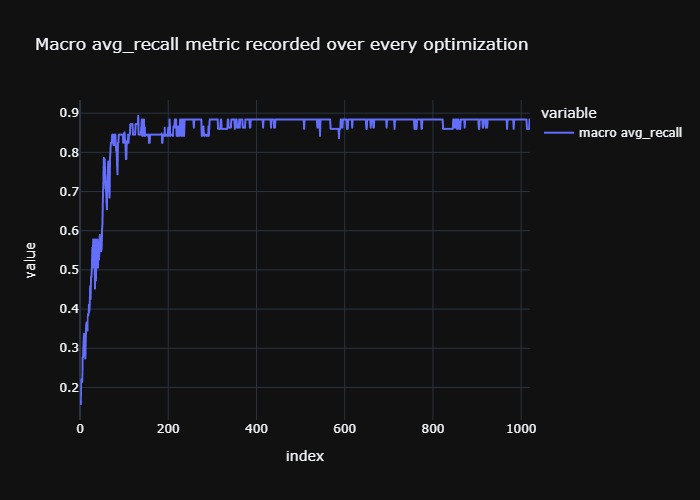 Macro avg_recall metric recorded over every optimization
0.9
0.8
0.7
0.6
0.5
0.4
0.3
0.2
value
0 200 400 600 800 1000
index
variable
macro avg_recall